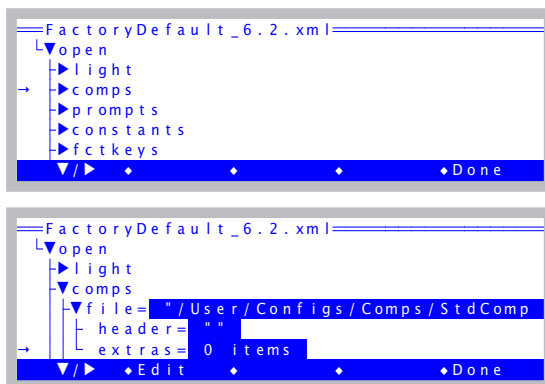 FactoryDefault_6.2.xml
▼open
▶light
→ ▶comps
▶prompts
▶constants
▶fctkeys
▼/▶ ◆ ◆ ◆ ◆Done
FactoryDefault_6.2.xml
▼open
▶light
▼comps
▼file= "/User/Configs/Comps/StdComp
header= ""
→ extras= 0 items
▼/▶ ◆Edit ◆ ◆ ◆Done